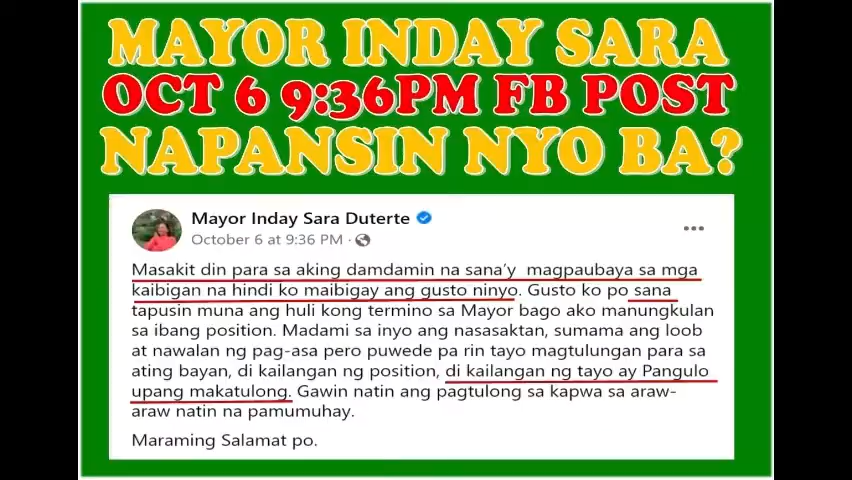 MAYOR INDAY SARA
OCT 6 9:36PM FB POST
NAPANSIN NYO BA?
Mayor Inday Sara Duterte
October 6 at 9:36 PM ·
Masakit din para sa aking damdamin na sana'y magpaubaya sa mga
kaibigan na hindi ko maibigay ang gusto ninyo. Gusto ko po sana
tapusin muna ang huli kong termino sa Mayor bago ako manungkulan
sa ibang position. Madami sa inyo ang nasasaktan, sumama ang loob
at nawalan ng pag-asa pero puwede pa rin tayo magtulungan para sa
ating bayan, di kailangan ng position, di kailangan ng tayo ay Pangulo
upang makatulong. Gawin natin ang pagtulong sa kapwa sa araw-
araw natin na pamumuhay.
Maraming Salamat po.